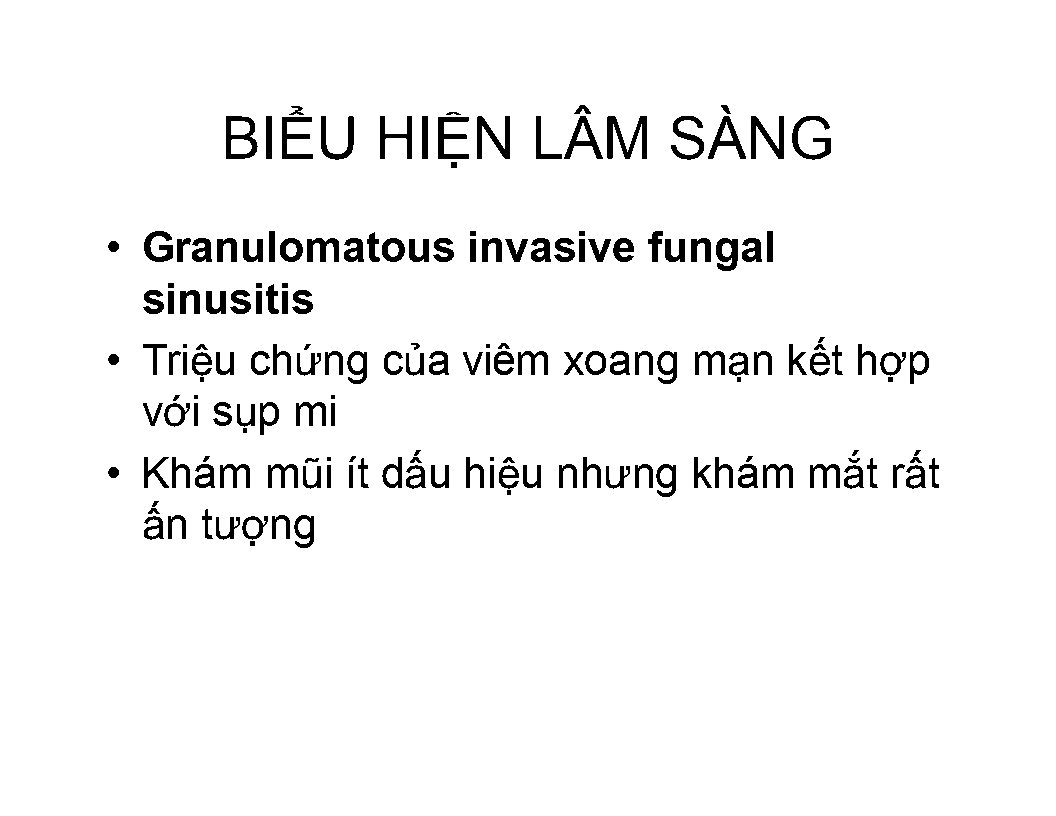 BIỂU HIỆN LÂM SÀNG
• Granulomatous invasive fungal
sinusitis
• Triệu chứng của viêm xoang mạn kết hợp
với sụp mi
• Khám mũi ít dấu hiệu nhưng khám mắt rất
ấn tượng